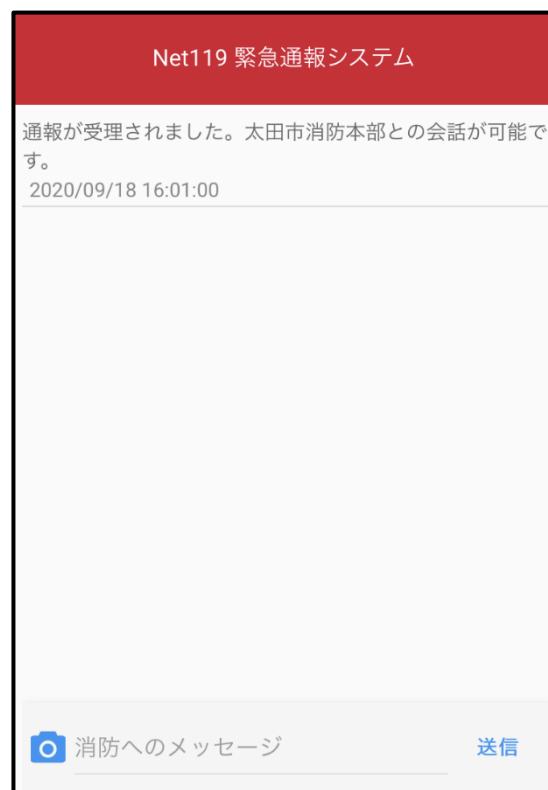 Net119 緊急通報システム
通報が受理されました。太田市消防本部との会話が可能で
す。
2020/09/18 16:01:00
消防へのメッセージ
送信